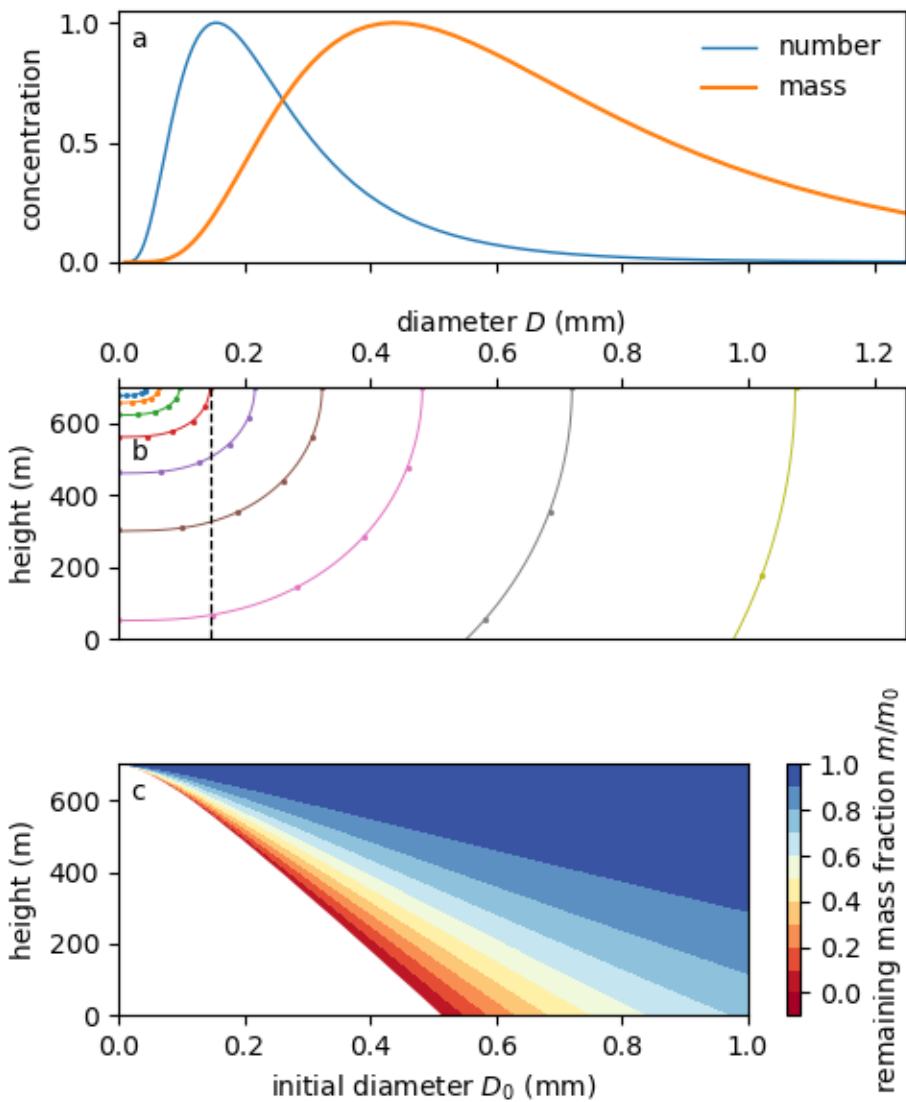 a
number
mass
concentration
1.0
0.5
0.0
diameter D (mm)
0.0 0.2 0.4 0.6 0.8 1.0 1.2
b
height (m)
600
400
200
0
c
height (m)
600
400
200
0
0.0 0.2 0.4 0.6 0.8 1.0
initial diameter D₀ (mm)
1.0
0.8
0.6
0.4
0.2
0.0
remaining mass fraction m/m₀